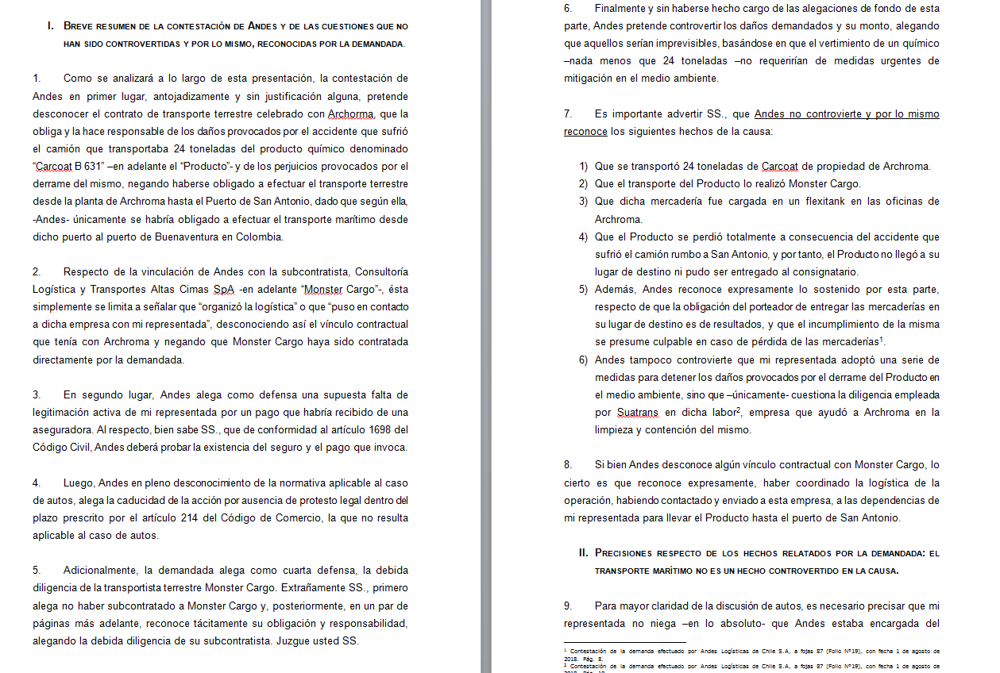 I. BREVE RESUMEN DE LA CONTESTACIÓN DE ANDES Y DE LAS CUESTIONES QUE NO
HAN SIDO CONTROVERTIDAS Y POR LO MISMO, RECONOCIDAS POR LA DEMANDADA.
1. Como se analizará a lo largo de esta presentación, la contestación de
Andes en primer lugar, antojadizamente y sin justificación alguna, pretende
desconocer el contrato de transporte terrestre celebrado con Archorma, que la
obliga y la hace responsable de los daños provocados por el accidente que sufrió
el camión que transportaba 24 toneladas del producto químico denominado
“Carcoat B 631” –en adelante el “Producto”- y de los perjuicios provocados por el
derrame del mismo, negando haberse obligado a efectuar el transporte terrestre
desde la planta de Archroma hasta el Puerto de San Antonio, dado que según ella,
-Andes- únicamente se habría obligado a efectuar el transporte marítimo desde
dicho puerto al puerto de Buenaventura en Colombia.
2. Respecto de la vinculación de Andes con la subcontratista, Consultoría
Logística y Transportes Altas Cimas SpA -en adelante “Monster Cargo”-, ésta
simplemente se limita a señalar que “organizó la logística” o que “puso en contacto
a dicha empresa con mi representada”, desconociendo así el vínculo contractual
que tenía con Archroma y negando que Monster Cargo haya sido contratada
directamente por la demandada.
3. En segundo lugar, Andes alega como defensa una supuesta falta de
legitimación activa de mi representada por un pago que habría recibido de una
aseguradora. Al respecto, bien sabe SS., que de conformidad al artículo 1698 del
Código Civil, Andes deberá probar la existencia del seguro y el pago que invoca.
4. Luego, Andes en pleno desconocimiento de la normativa aplicable al caso
de autos, alega la caducidad de la acción por ausencia de protesto legal dentro del
plazo prescrito por el artículo 214 del Código de Comercio, la que no resulta
aplicable al caso de autos.
5. Adicionalmente, la demandada alega como cuarta defensa, la debida
diligencia de la transportista terrestre Monster Cargo. Extrañamente SS., primero
alega no haber subcontratado a Monster Cargo y, posteriormente, en un par de
páginas más adelante, reconoce tácitamente su obligación y responsabilidad,
alegando la debida diligencia de su subcontratista. Juzgue usted SS.
6. Finalmente y sin haberse hecho cargo de las alegaciones de fondo de esta
parte, Andes pretende controvertir los daños demandados y su monto, alegando
que aquellos serían imprevisibles, basándose en que el vertimiento de un químico
–nada menos que 24 toneladas –no requerirían de medidas urgentes de
mitigación en el medio ambiente.
7. Es importante advertir SS., que Andes no controvierte y por lo mismo
reconoce los siguientes hechos de la causa:
1) Que se transportó 24 toneladas de Carcoat de propiedad de Archroma.
2) Que el transporte del Producto lo realizó Monster Cargo.
3) Que dicha mercadería fue cargada en un flexitank en las oficinas de
Archroma.
4) Que el Producto se perdió totalmente a consecuencia del accidente que
sufrió el camión rumbo a San Antonio, y por tanto, el Producto no llegó a su
lugar de destino ni pudo ser entregado al consignatario.
5) Además, Andes reconoce expresamente lo sostenido por esta parte,
respecto de que la obligación del porteador de entregar las mercaderías en
su lugar de destino es de resultados, y que el incumplimiento de la misma
se presume culpable en caso de pérdida de las mercaderías¹.
6) Andes tampoco controvierte que mi representada adoptó una serie de
medidas para detener los daños provocados por el derrame del Producto en
el medio ambiente, sino que –únicamente- cuestiona la diligencia empleada
por Suatrans en dicha labor², empresa que ayudó a Archroma en la
limpieza y contención del mismo.
8. Si bien Andes desconoce algún vínculo contractual con Monster Cargo, lo
cierto es que reconoce expresamente, haber coordinado la logística de la
operación, habiendo contactado y enviado a esta empresa, a las dependencias de
mi representada para llevar el Producto hasta el puerto de San Antonio.
II. PRECISIONES RESPECTO DE LOS HECHOS RELATADOS POR LA DEMANDADA: EL
TRANSPORTE MARÍTIMO NO ES UN HECHO CONTROVERTIDO EN LA CAUSA.
9. Para mayor claridad de la discusión de autos, es necesario precisar que mi
representada no niega –en lo absoluto- que Andes estaba encargada del
¹ Contestación de la demanda efectuado por Andes Logísticas de Chile S.A, a fojas 87 (Folio Nº19), con fecha 1 de agosto de
2018. Pág. 8.
² Contestación de la demanda efectuado por Andes Logísticas de Chile S.A, a fojas 87 (Folio Nº19), con fecha 1 de agosto de